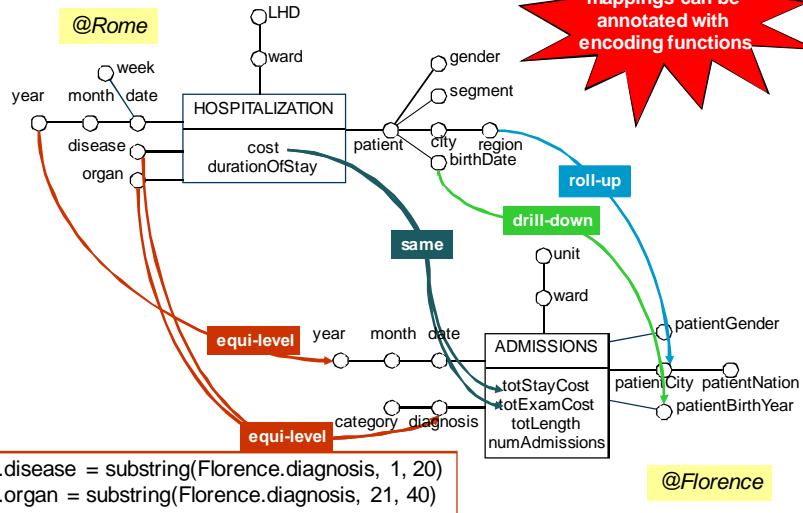 mappings can be
annotated with
encoding functions
@Rome
LHD
week
ward
gender
year
month
date
HOSPITALIZATION
segment
disease
cost
patient
city
region
durationOfStay
birthDate
organ
roll-up
drill-down
same
unit
ward
equi-level
year
month
date
patientGender
ADMISSIONS
totStayCost
patientCity
patientNation
totExamCost
category
diagnosis
totLength
patientBirthYear
numAdmissions
equi-level
.disease = substring(Florence.diagnosis, 1, 20)
.organ = substring(Florence.diagnosis, 21, 40)
@Florence